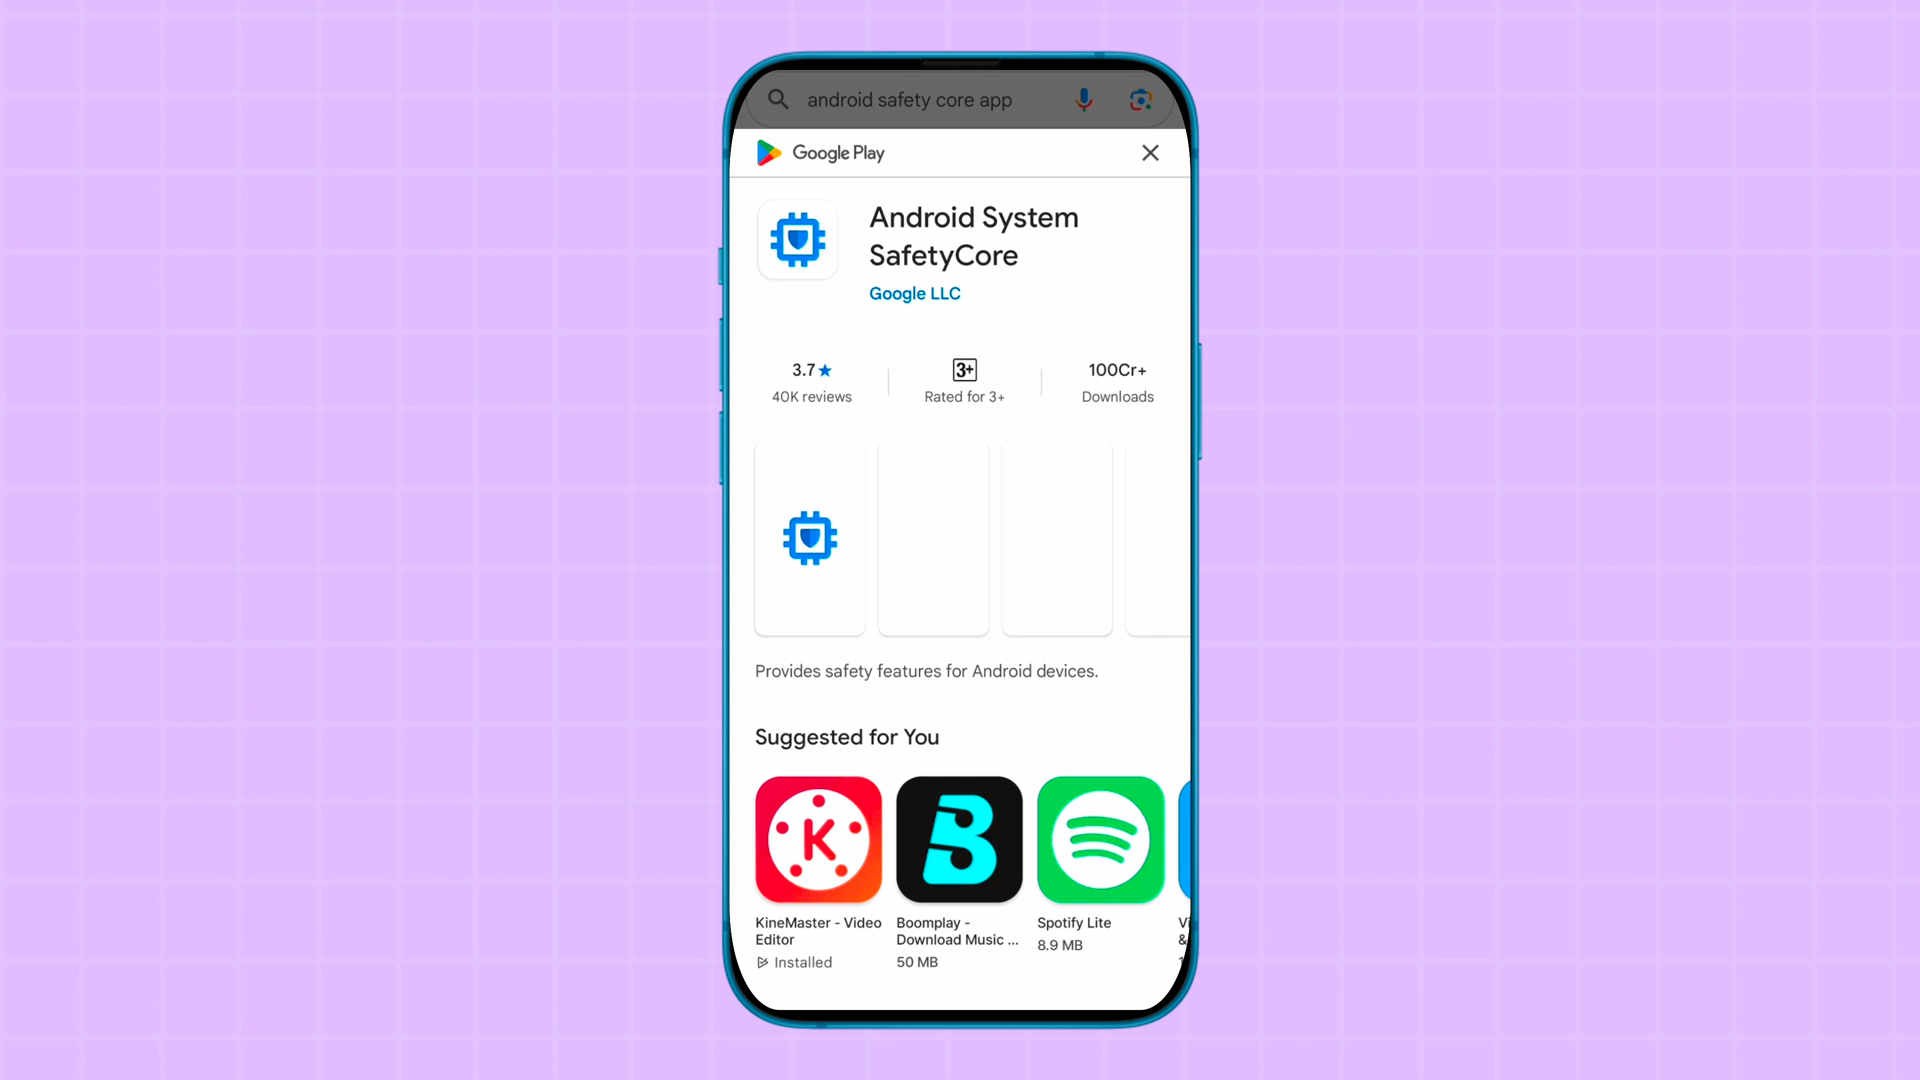 android safety core app
Google Play
Android System
SafetyCore
Google LLC
3.7★
40K reviews
3+
Rated for 3+
100Cr+
Downloads
Provides safety features for Android devices.
Suggested for You
KineMaster - Video
Editor
Installed
Boomplay -
Download Music ...
50 MB
Spotify Lite
8.9 MB
Vi
&